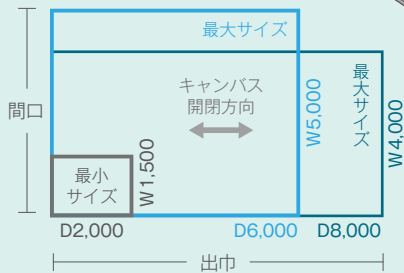 最大サイズ
キャンバス
開閉方向
最大サイズ
間口
W5,000
W4,000
W1,500
最小
サイズ
D2,000
D6,000
D8,000
出巾